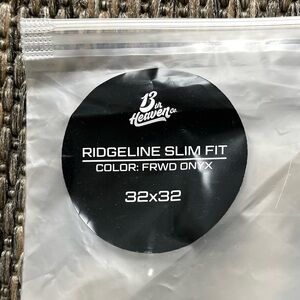 13th
Heaven Co.
RIDGELINE SLIM FIT
COLOR: FRWD ONYX
32x32